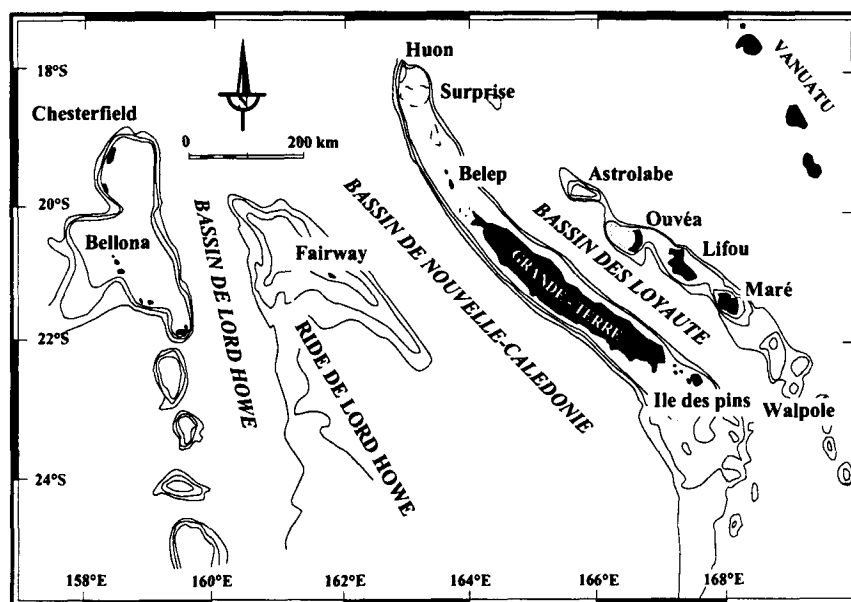 Huon
18°S
Surprise
VANUATU
Chesterfield
0 200 km
Belep
Astrolabe
20°S
Ouvéa
BASSIN DE LORD HOWE
BASSIN DE NOUVELLE-CALEDONIE
BASSIN DES LOYAUTE
Bellona
Fairway
Lifou
GRANDE - TERRE
Maré
22°S
RIDE DE LORD HOWE
Ile des pins
Walpole
24°S
158°E 160°E 162°E 164°E 166°E 168°E